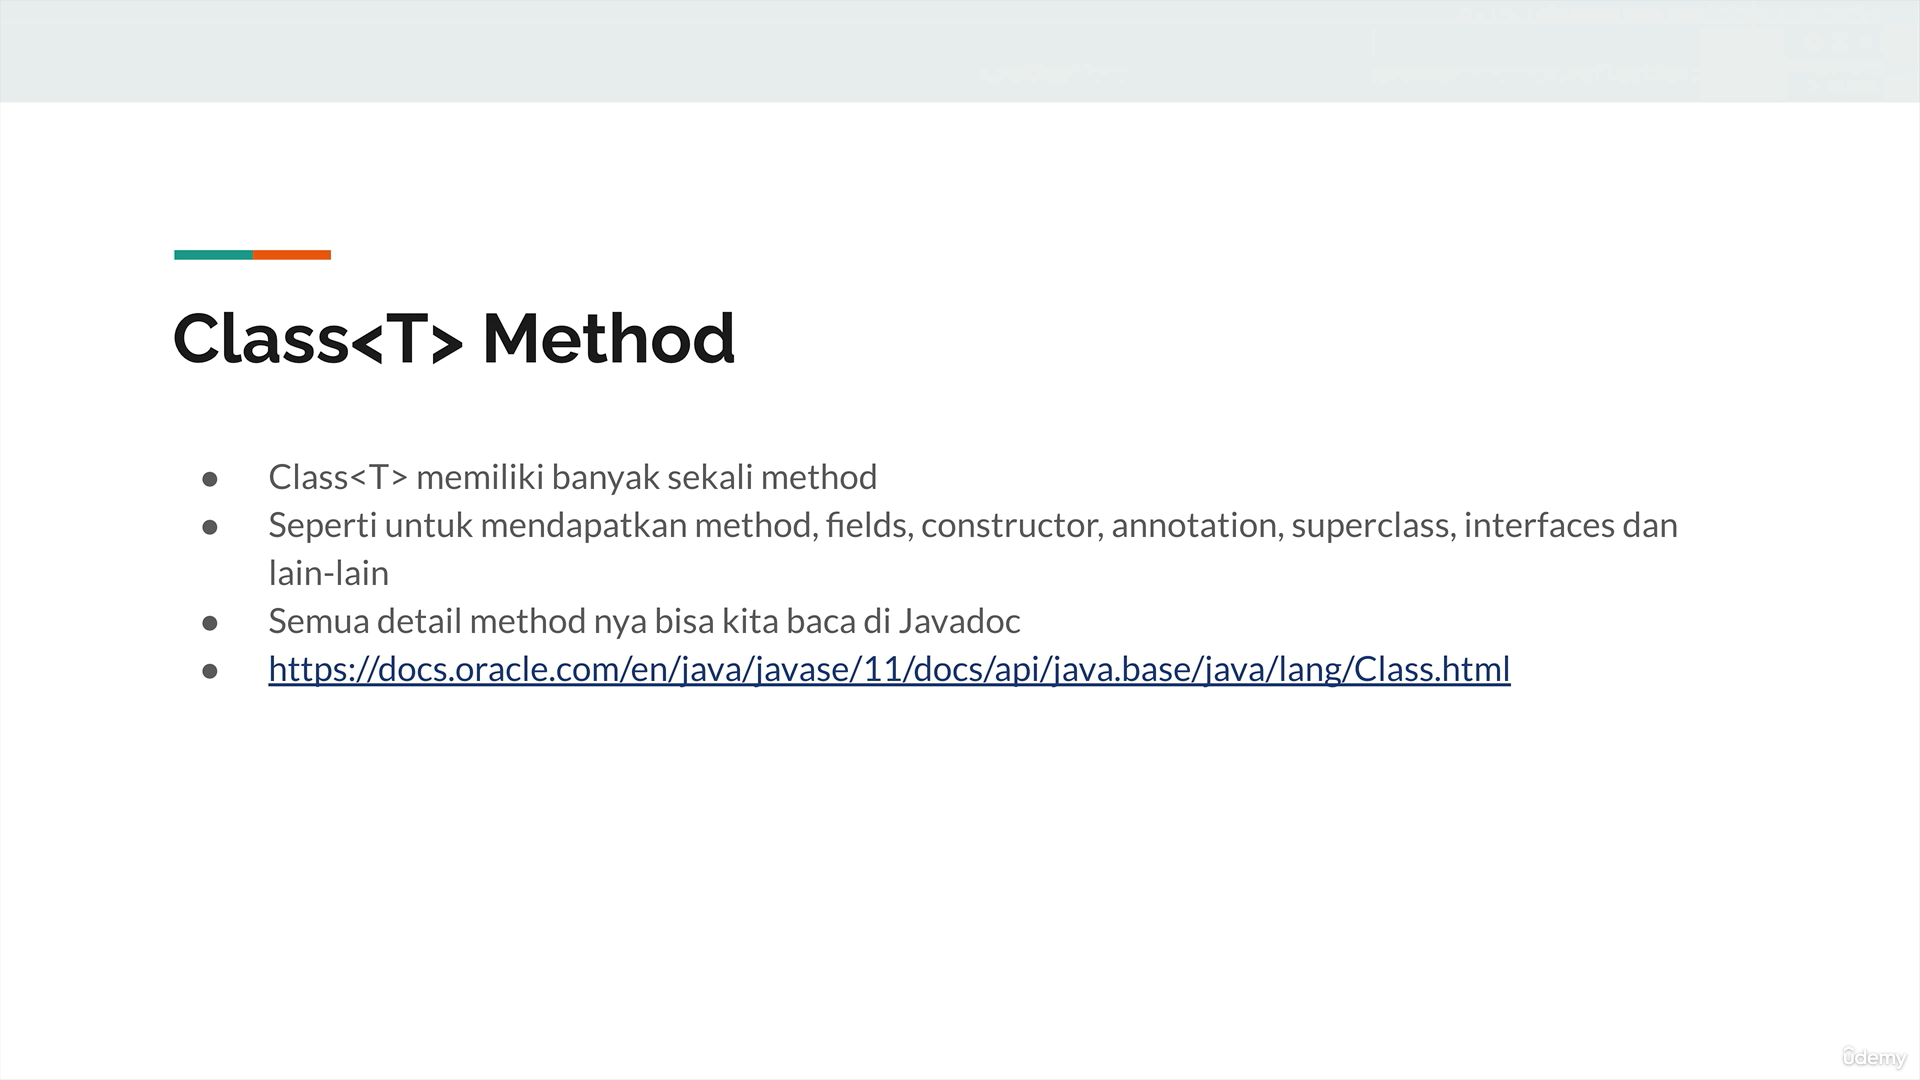 Class<T> Method
● Class<T> memiliki banyak sekali method
● Seperti untuk mendapatkan method, fields, constructor, annotation, superclass, interfaces dan
lain-lain
● Semua detail method nya bisa kita baca di Javadoc
● https://docs.oracle.com/en/java/javase/11/docs/api/java.base/java/lang/Class.html
ûdemy